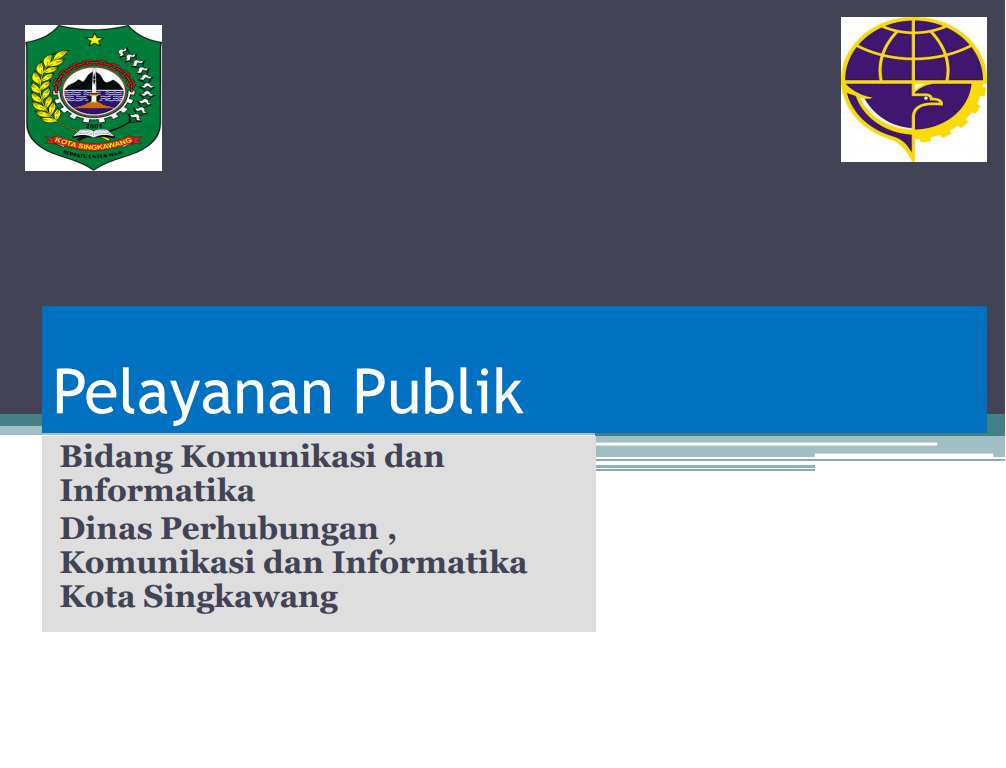 KOTA SINGKAWANG
Pelayanan Publik
Bidang Komunikasi dan
Informatika
Dinas Perhubungan ,
Komunikasi dan Informatika
Kota Singkawang